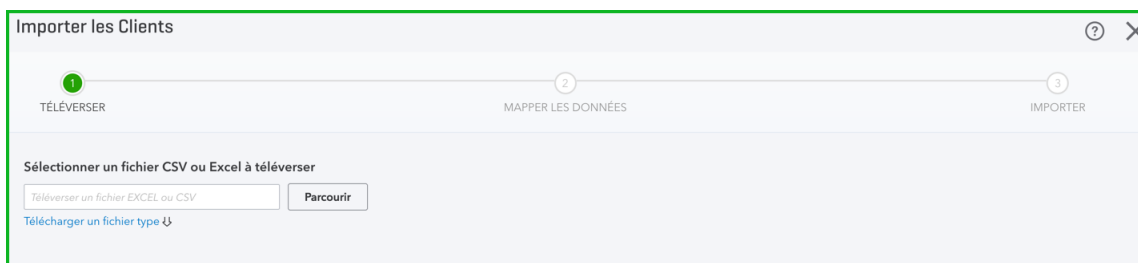 Importer les Clients
1
2
3
TÉLÉVERSER
MAPPER LES DONNÉES
IMPORTER
Sélectionner un fichier CSV ou Excel à téléverser
Téléverser un fichier EXCEL ou CSV
Parcourir
Télécharger un fichier type